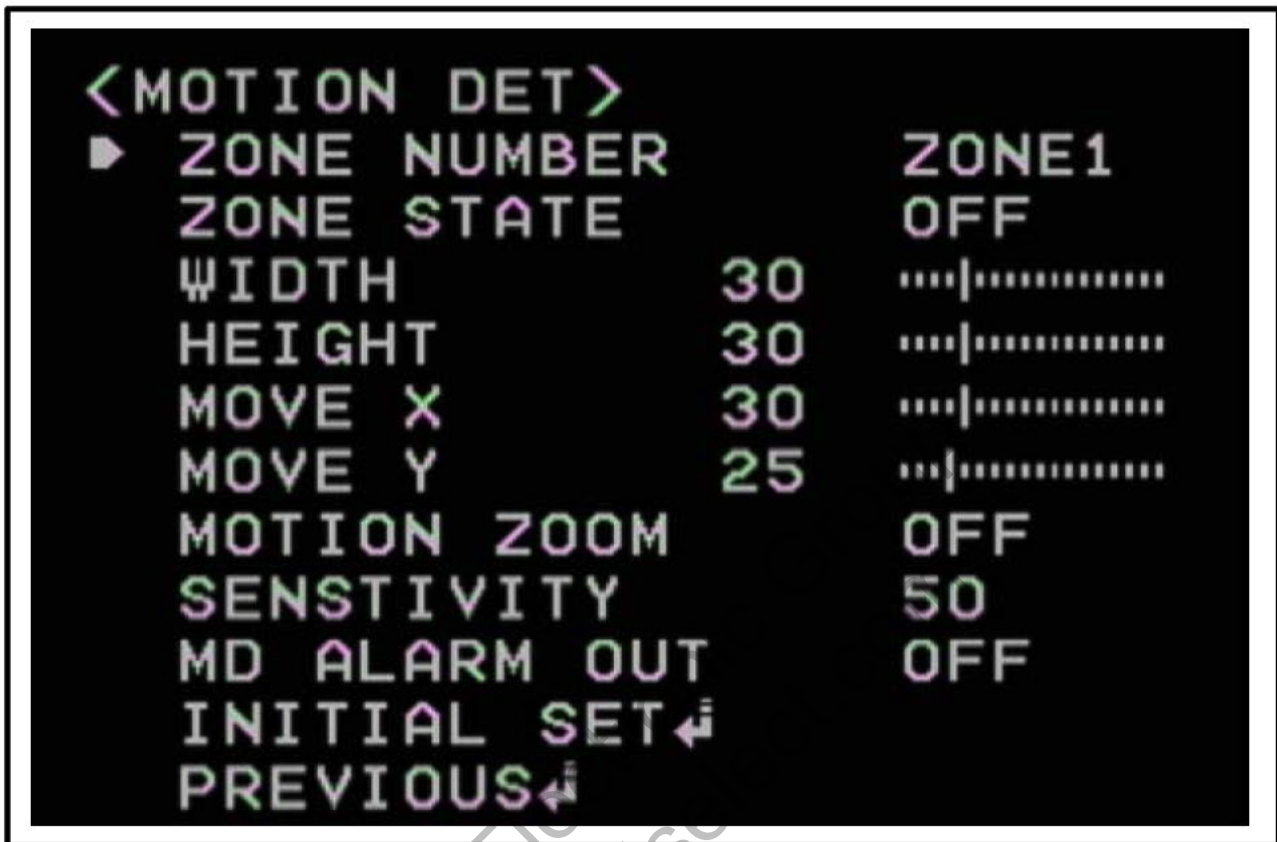 <MOTION DET>
ZONE NUMBER ZONE1
ZONE STATE OFF
WIDTH 30
HEIGHT 30
MOVE X 30
MOVE Y 25
MOTION ZOOM OFF
SENSTIVITY 50
MD ALARM OUT OFF
INITIAL SET↲
PREVIOUS↲